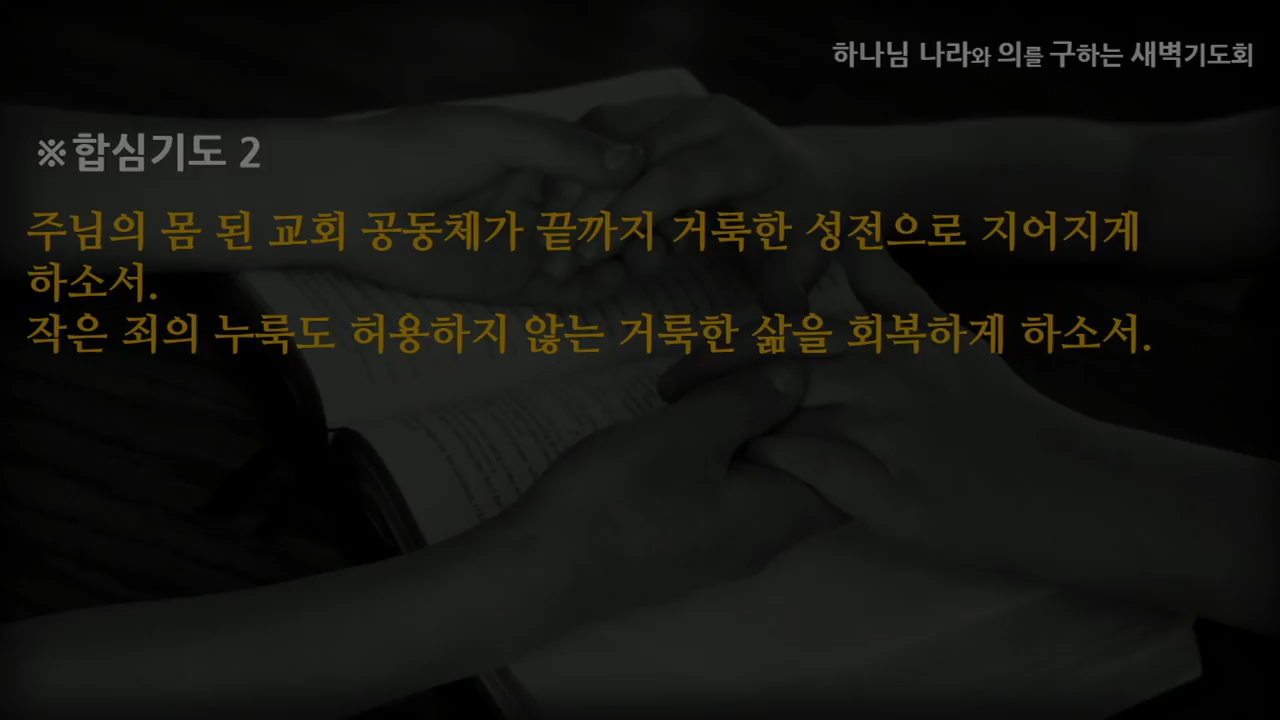 하나님 나라와 의를 구하는 새벽기도회
※합심기도 2
주님의 몸 된 교회 공동체가 끝까지 거룩한 성전으로 지어지게
하소서.
작은 죄의 누룩도 허용하지 않는 거룩한 삶을 회복하게 하소서.